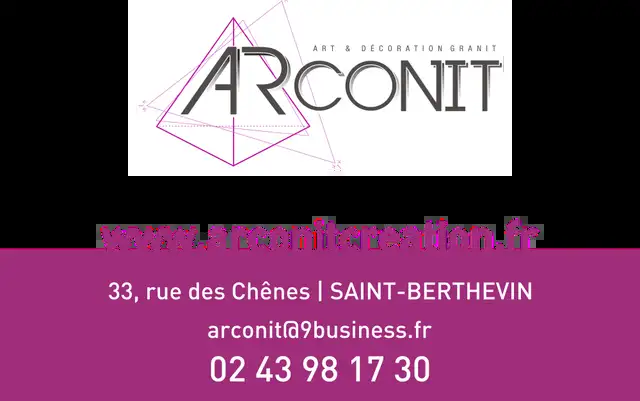 ART & DÉCORATION GRANIT
ARCONIT
www.arconitcreation.fr
33, rue des Chênes | SAINT-BERTHEVIN
arconit@9business.fr
02 43 98 17 30